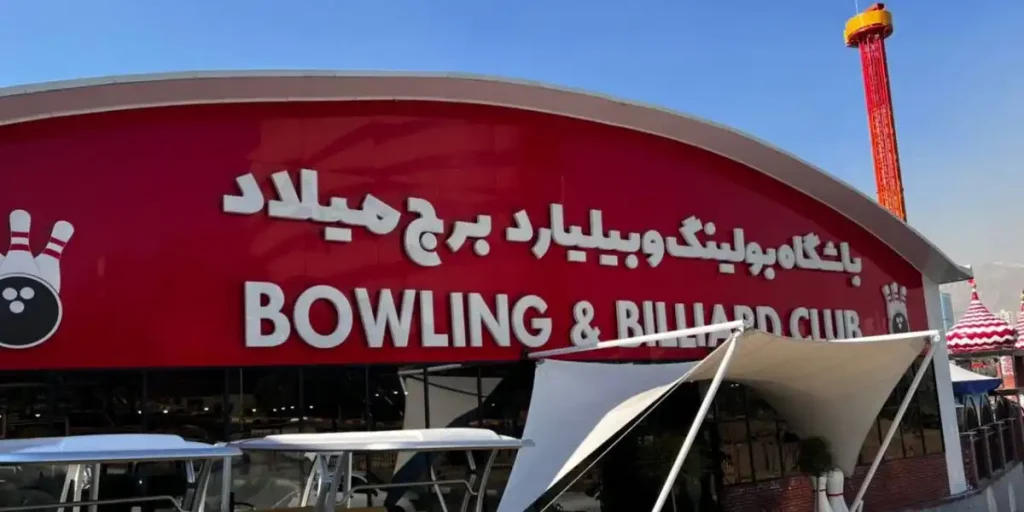 باشگاه بولینگ و بیلیارد برج میلاد
BOWLING & BILLIARD CLUB